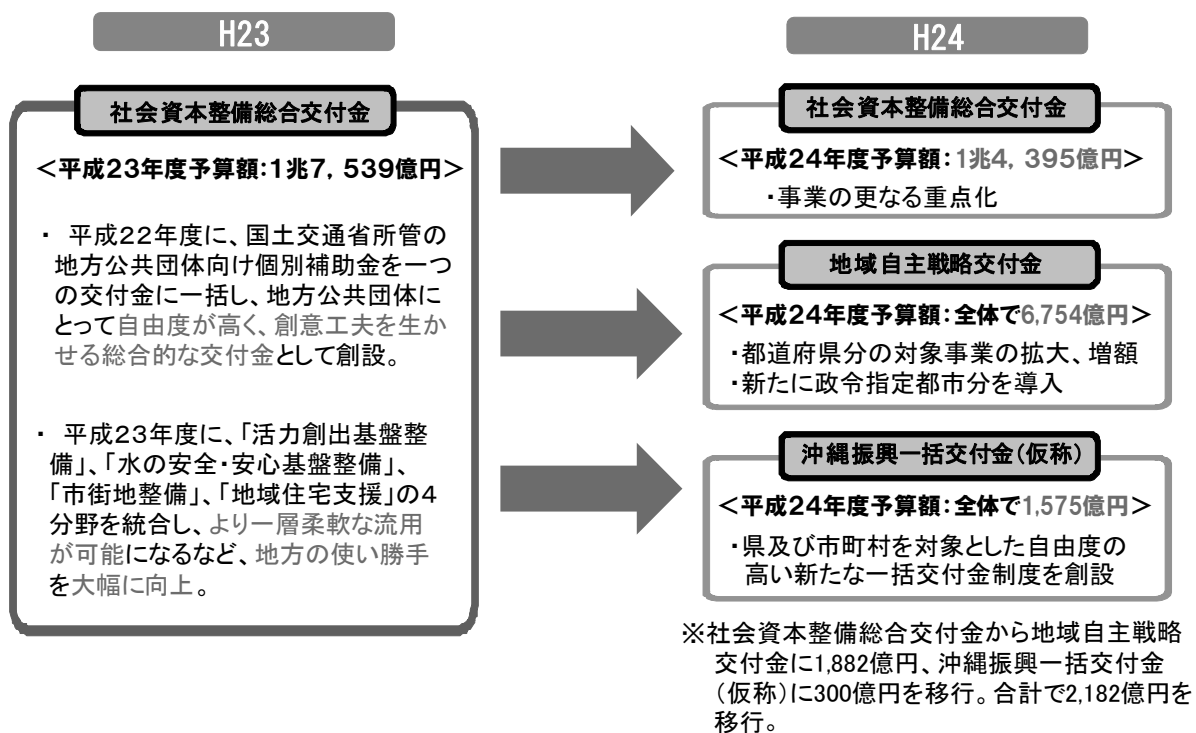 H23
社会資本整備総合交付金
＜平成23年度予算額：1兆7，539億円＞
・ 平成22年度に、国土交通省所管の
地方公共団体向け個別補助金を一つ
の交付金に一括し、地方公共団体に
とって自由度が高く、創意工夫を生か
せる総合的な交付金として創設。
・ 平成23年度に、「活力創出基盤整
備」、「水の安全・安心基盤整備」、
「市街地整備」、「地域住宅支援」の4
分野を統合し、より一層柔軟な流用
が可能になるなど、地方の使い勝手
を大幅に向上。
H24
社会資本整備総合交付金
＜平成24年度予算額：1兆4，395億円＞
・事業の更なる重点化
地域自主戦略交付金
＜平成24年度予算額：全体で6,754億円＞
・都道府県分の対象事業の拡大、増額
・新たに政令指定都市分を導入
沖縄振興一括交付金（仮称）
＜平成24年度予算額：全体で1,575億円＞
・県及び市町村を対象とした自由度の
高い新たな一括交付金制度を創設
※社会資本整備総合交付金から地域自主戦略
交付金に1,882億円、沖縄振興一括交付金
（仮称）に300億円を移行。合計で2,182億円を
移行。